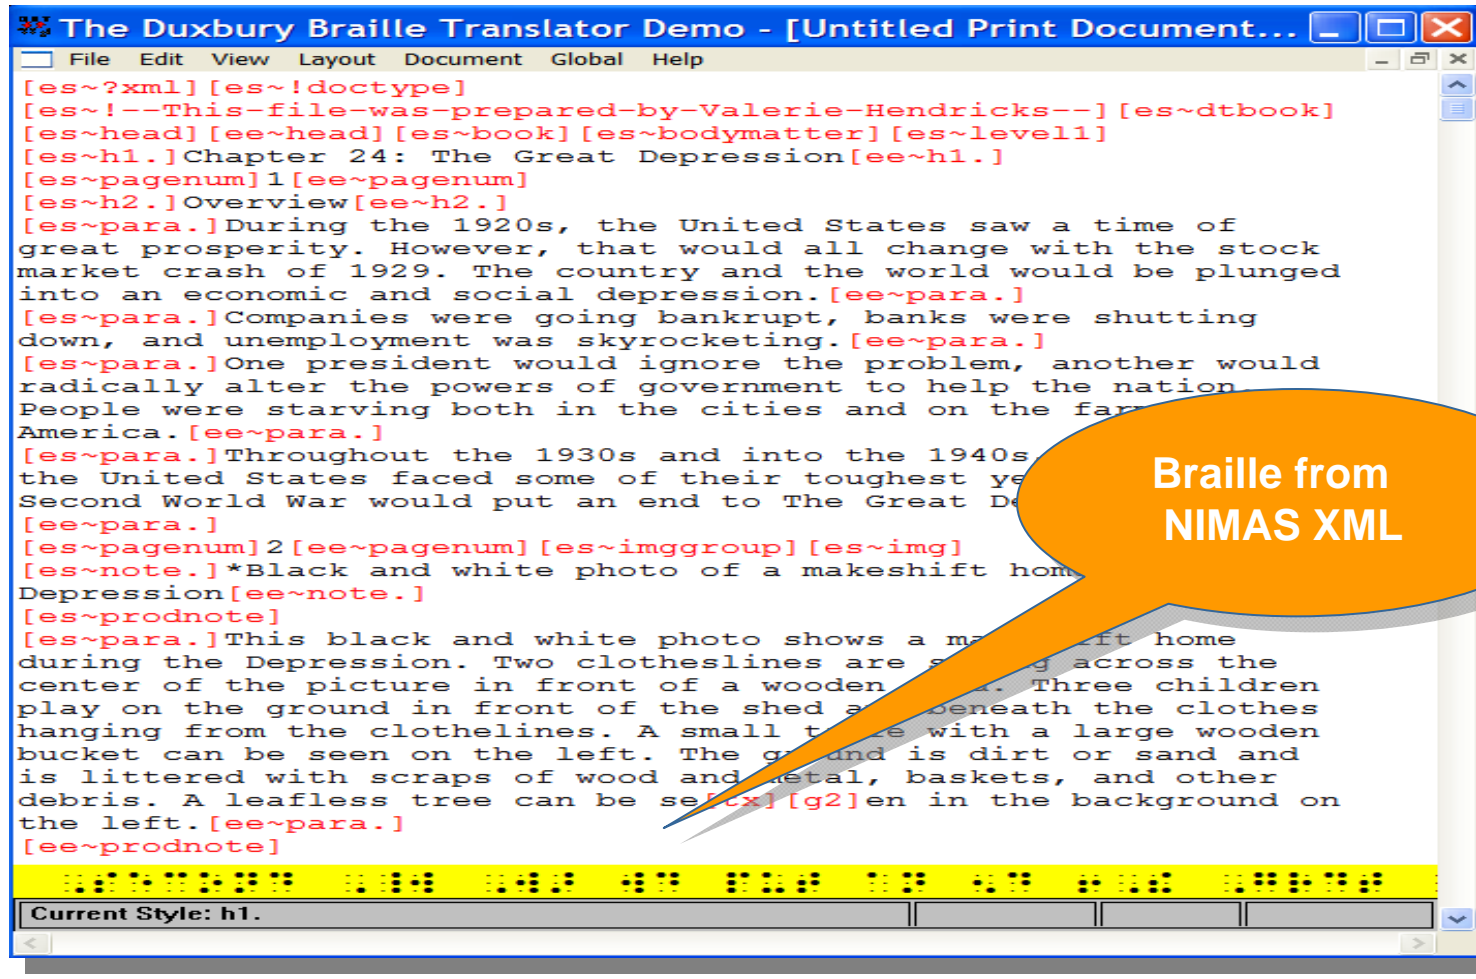 The Duxbury Braille Translator Demo - [Untitled Print Document...
File Edit View Layout Document Global Help
[es~?xml][es~!doctype]
[es~!--This-file-was-prepared-by-Valerie-Hendricks--][es~dtbook]
[es~head][ee~head][es~book][es~bodymatter][es~level1]
[es~h1.]Chapter 24: The Great Depression[ee~h1.]
[es~pagenum]1[ee~pagenum]
[es~h2.]Overview[ee~h2.]
[es~para.]During the 1920s, the United States saw a time of
great prosperity. However, that would all change with the stock
market crash of 1929. The country and the world would be plunged
into an economic and social depression.[ee~para.]
[es~para.]Companies were going bankrupt, banks were shutting
down, and unemployment was skyrocketing.[ee~para.]
[es~para.]One president would ignore the problem, another would
radically alter the powers of government to help the nation.
People were starving both in the cities and on the
America.[ee~para.]
[es~para.]Throughout the 1930s and into the 1940s
the United States faced some of their toughest
Second World War would put an end to The Great
[ee~para.]
[es~pagenum]2[ee~pagenum][es~imggroup][es~img]
[es~note.]*Black and white photo of a makeshift
Depression[ee~note.]
[es~prodnote]
[es~para.]This black and white photo shows a home
during the Depression. Two clotheslines are across the
center of the picture in front of a wooden Three children
play on the ground in front of the shed beneath the clothes
hanging from the clothelines. A small with a large wooden
bucket can be seen on the left. The ground is dirt or sand and
is littered with scraps of wood and metal, baskets, and other
debris. A leafless tree can be se[tx][g2]en in the background on
the left.[ee~para.]
[ee~prodnote]
Current Style: h1.
Braille from
NIMAS XML